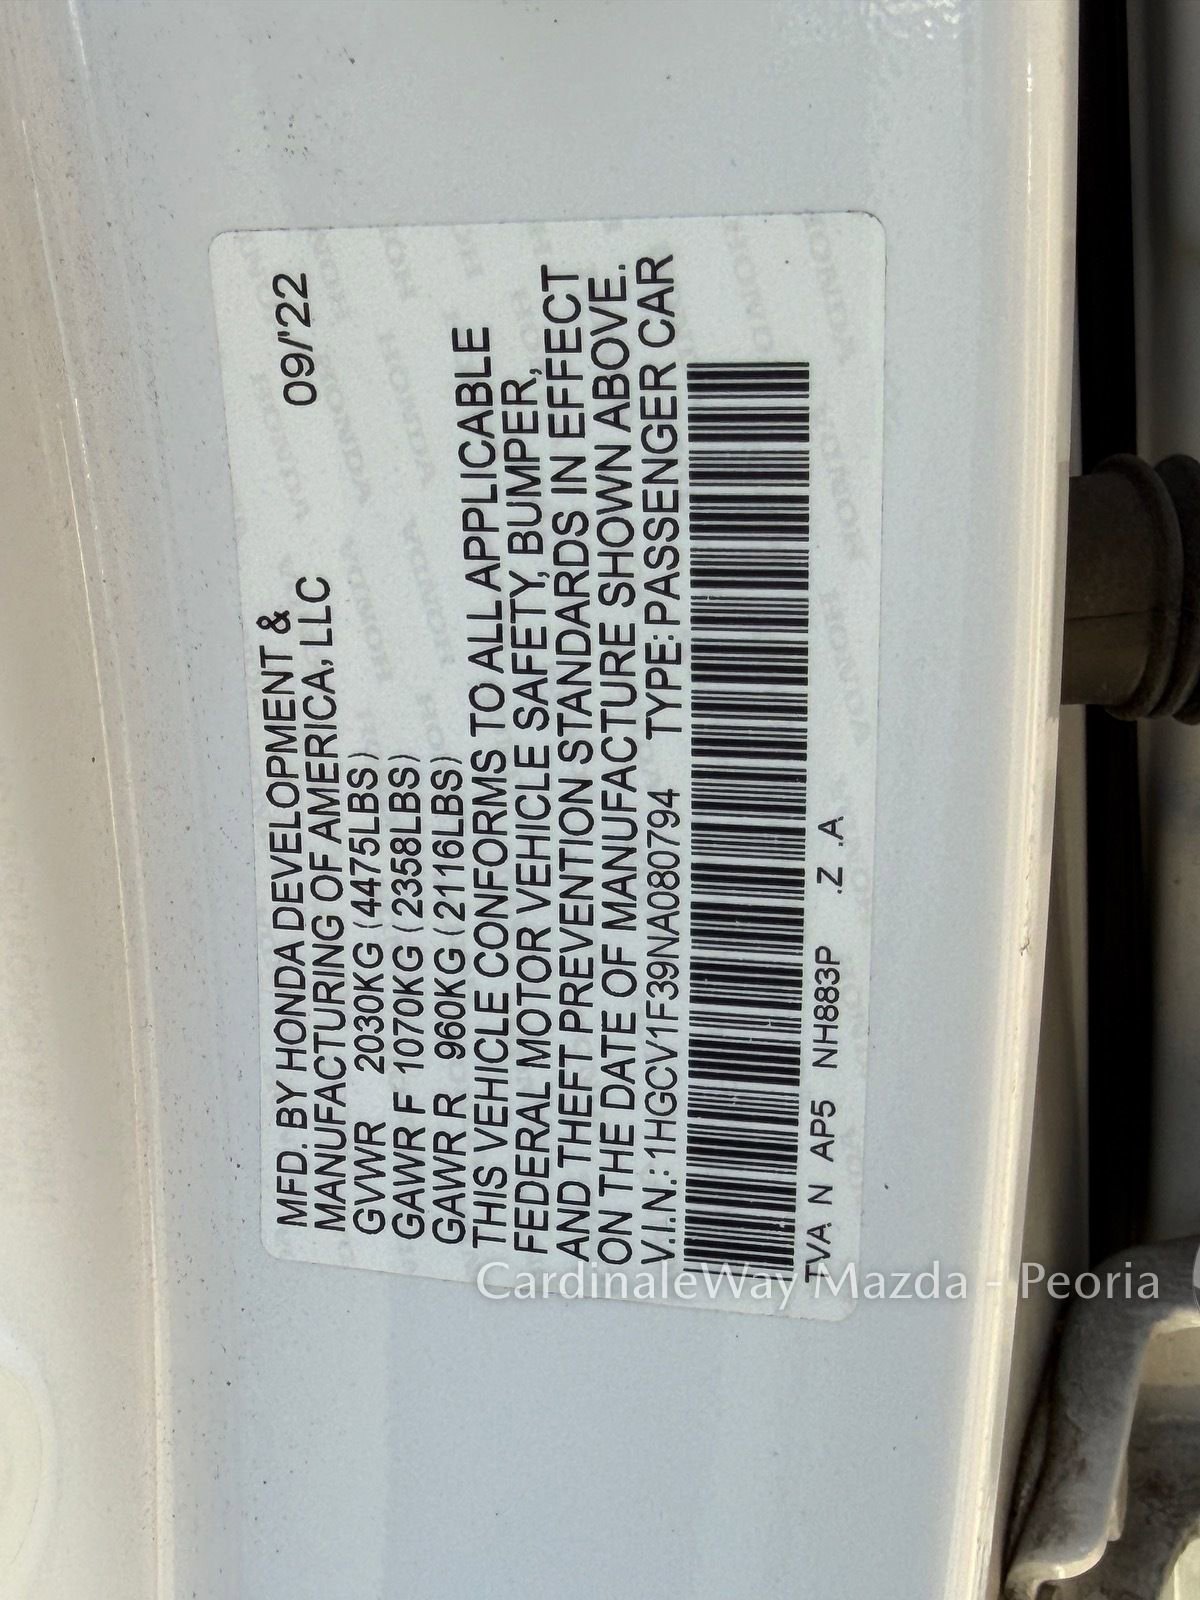 MFD. BY HONDA DEVELOPMENT & 09/'22
MANUFACTURING OF AMERICA, LLC
GVWR 2030KG (4475LBS)
GAWR F 1070KG (2358LBS)
GAWR R 960KG (2116LBS)
THIS VEHICLE CONFORMS TO ALL APPLICABLE
FEDERAL MOTOR VEHICLE SAFETY, BUMPER,
AND THEFT PREVENTION STANDARDS IN EFFECT
ON THE DATE OF MANUFACTURE SHOWN ABOVE.
V.I.N.: 1HGCV1F39NA080794 TYPE: PASSENGER CAR
TVA N AP5 NH883P .Z .A
CardinaleWay Mazda - Peoria